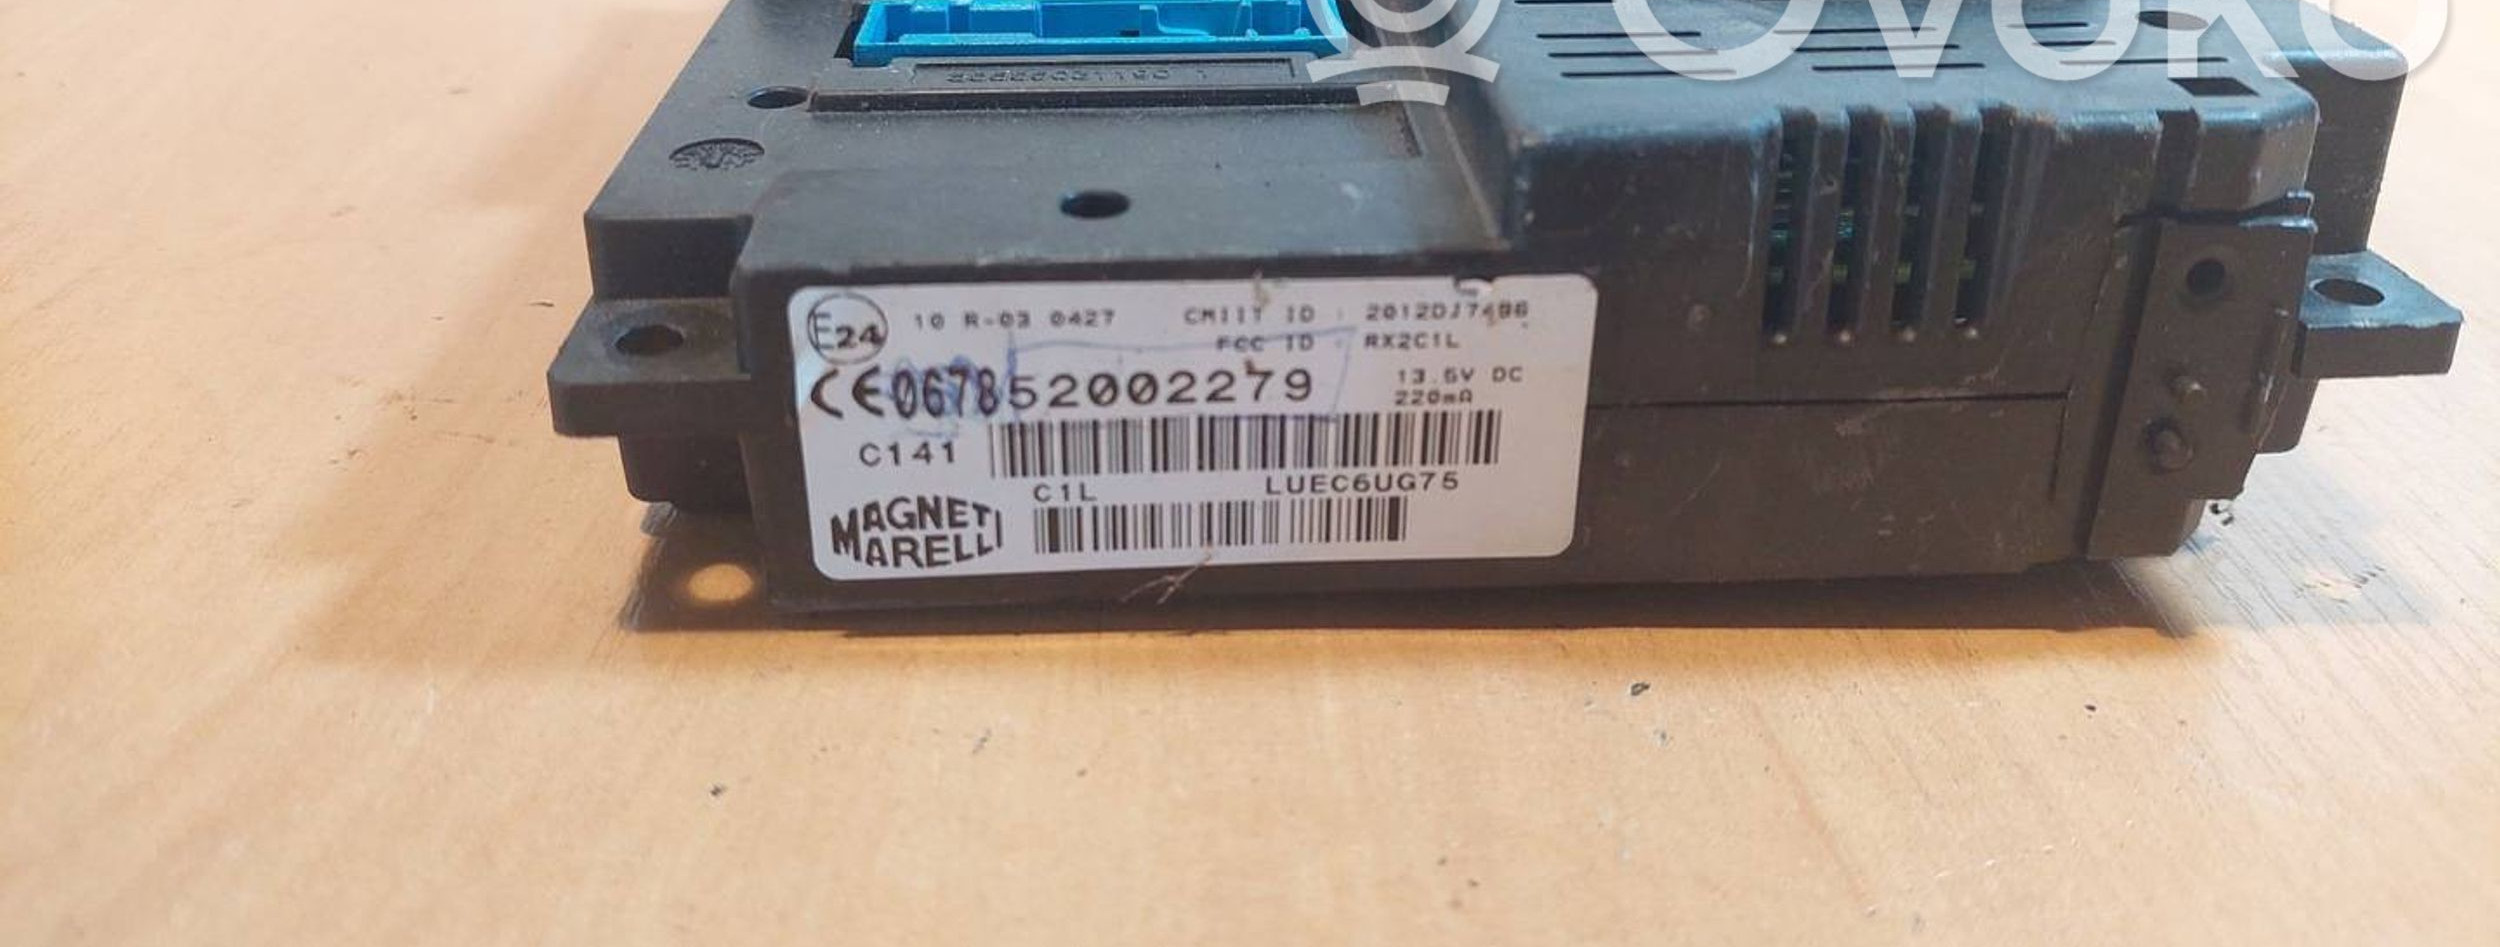 OVOKO
E24 10 R-03 0427 CMIIT ID : 2012DJ7496
FCC ID : RX2C1L
CE0678 52002279 13.5V DC
220mA
C141
C1L LUEC6UG75
MAGNETI
MARELLI